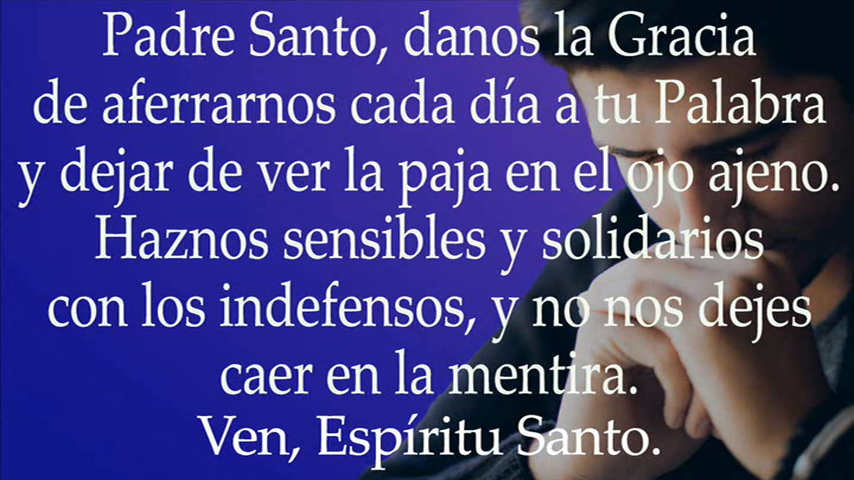 Padre Santo, danos la Gracia
de aferrarnos cada día a tu Palabra
y dejar de ver la paja en el ojo ajeno.
Haznos sensibles y solidarios
con los indefensos, y no nos dejes
caer en la mentira.
Ven, Espíritu Santo.